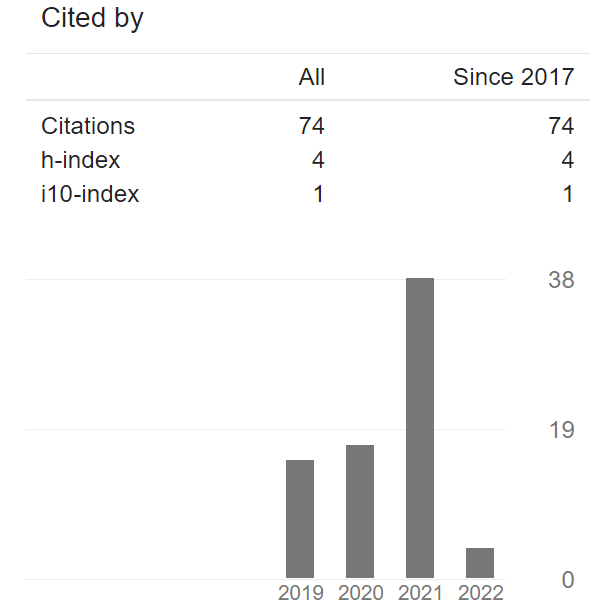 Cited by
All Since 2017
Citations 74 74
h-index 4 4
i10-index 1 1
38
19
0
2019 2020 2021 2022